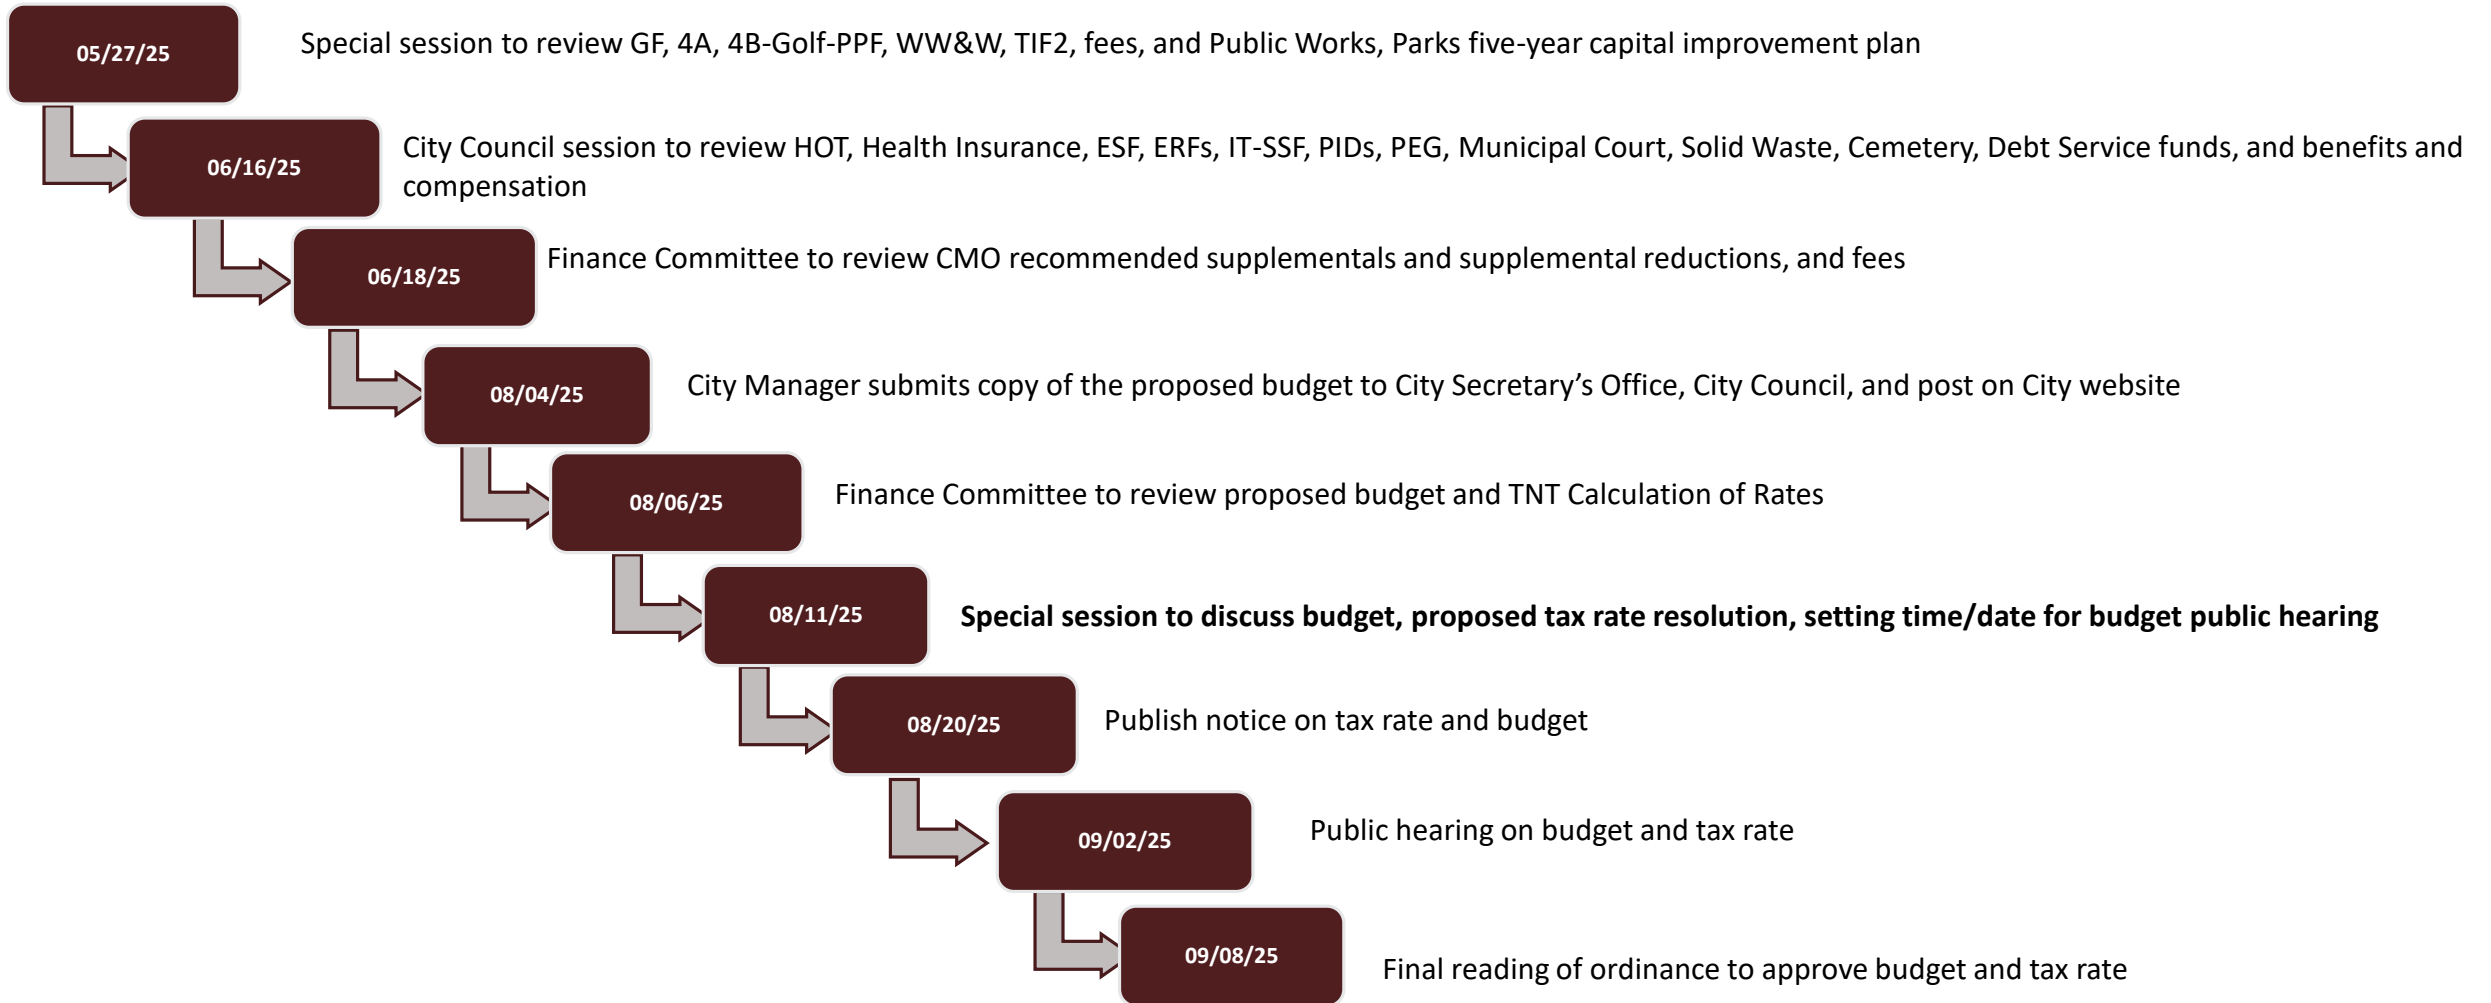 05/27/25
Special session to review GF, 4A, 4B-Golf-PPF, WW&W, TIF2, fees, and Public Works, Parks five-year capital improvement plan
06/16/25
City Council session to review HOT, Health Insurance, ESF, ERFs, IT-SSF, PIDs, PEG, Municipal Court, Solid Waste, Cemetery, Debt Service funds, and benefits and
compensation
06/18/25
Finance Committee to review CMO recommended supplementals and supplemental reductions, and fees
08/04/25
City Manager submits copy of the proposed budget to City Secretary’s Office, City Council, and post on City website
08/06/25
Finance Committee to review proposed budget and TNT Calculation of Rates
08/11/25
Special session to discuss budget, proposed tax rate resolution, setting time/date for budget public hearing
08/20/25
Publish notice on tax rate and budget
09/02/25
Public hearing on budget and tax rate
09/08/25
Final reading of ordinance to approve budget and tax rate